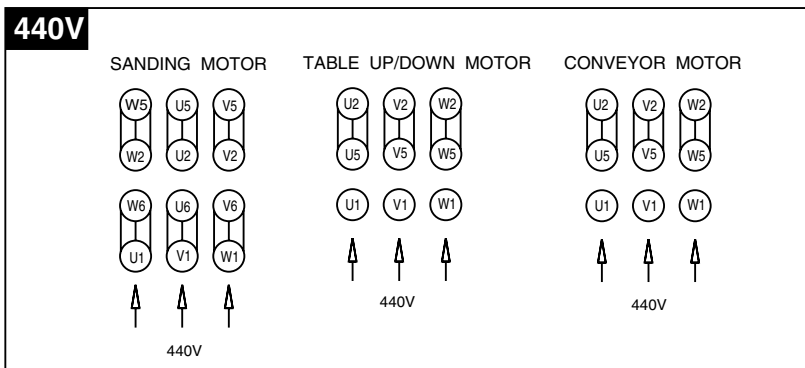 440V
SANDING MOTOR TABLE UP/DOWN MOTOR CONVEYOR MOTOR
W5 U5 V5 U2 V2 W2 U2 V2 W2
W2 U2 V2 U5 V5 W5 U5 V5 W5
W6 U6 V6 U1 V1 W1 U1 V1 W1
U1 V1 W1
440V 440V
440V